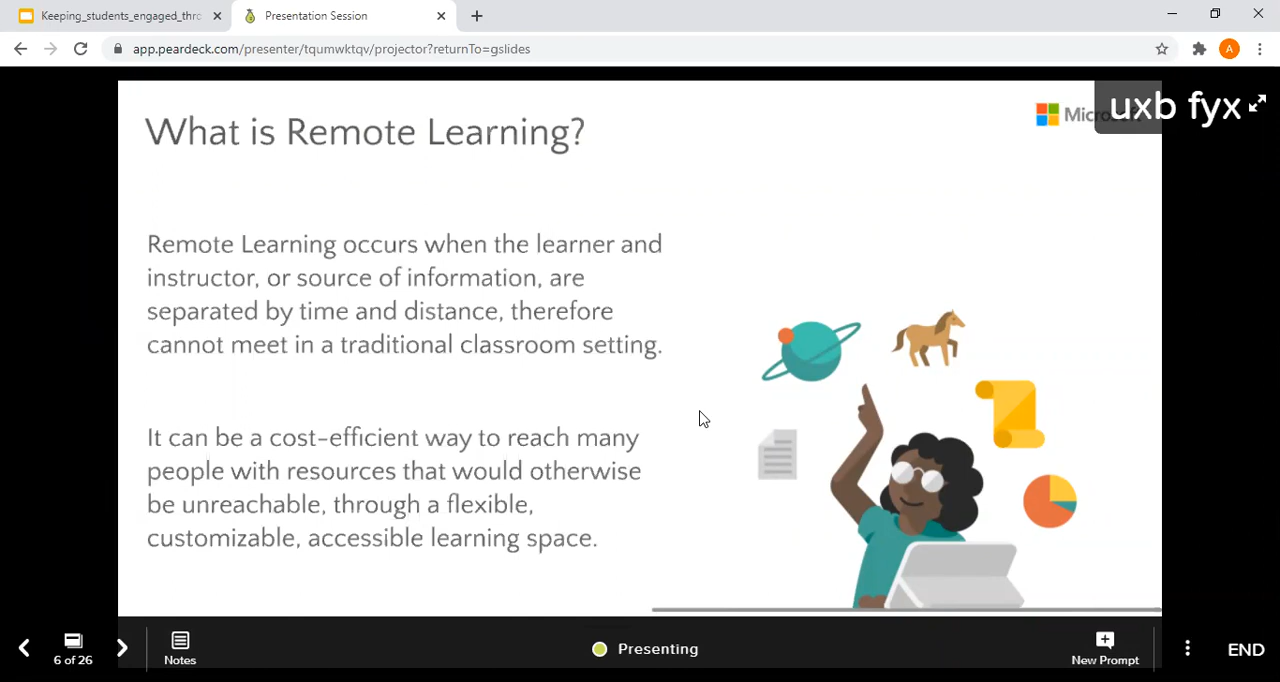 Keeping_students_engaged_thro
Presentation Session
app.peardeck.com/presenter/tqumwktqv/projector?returnTo=gslides
A
What is Remote Learning?
uxb fyx
Remote Learning occurs when the learner and
instructor, or source of information, are
separated by time and distance, therefore
cannot meet in a traditional classroom setting.
It can be a cost-efficient way to reach many
people with resources that would otherwise
be unreachable, through a flexible,
customizable, accessible learning space.
6 of 26
Notes
Presenting
New Prompt
END